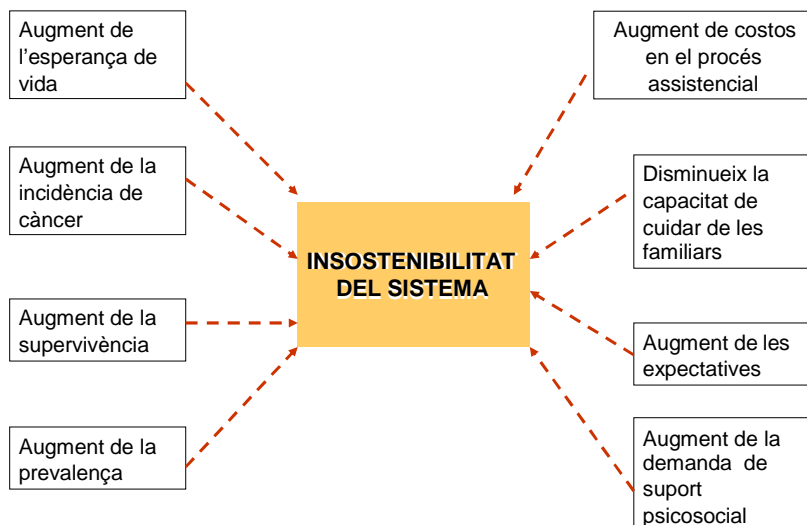 Augment de
l'esperança de
vida
Augment de la
incidència de
càncer
Augment de la
supervivència
Augment de la
prevalença
INSOSTENIBILITAT
DEL SISTEMA
Augment de costos
en el procés
assistencial
Disminueix la
capacitat de
cuidar de les
familiars
Augment de les
expectatives
Augment de la
demanda de
suport
psicosocial